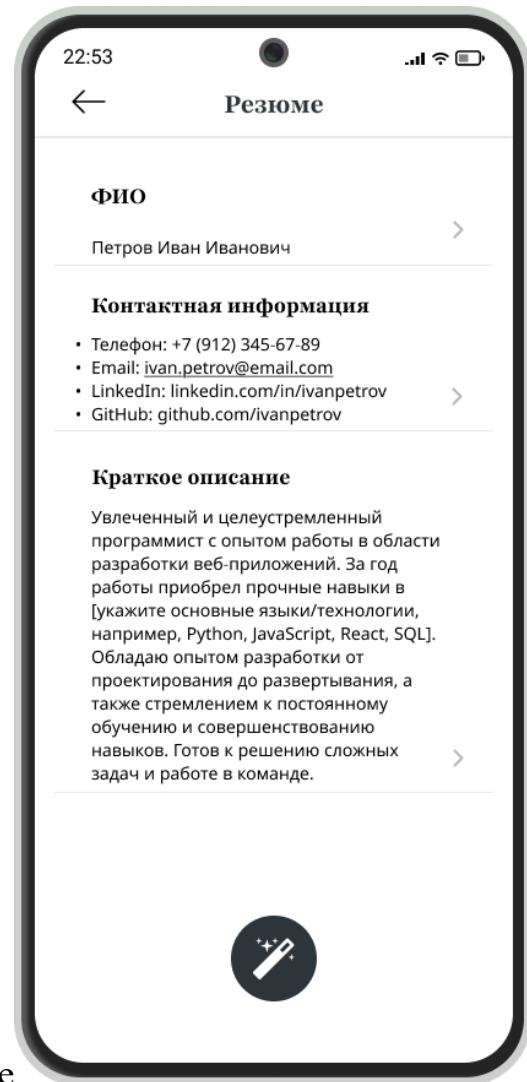 22:53
Резюме
ФИО
Петров Иван Иванович
Контактная информация
• Телефон: +7 (912) 345-67-89
• Email: ivan.petrov@email.com
• LinkedIn: linkedin.com/in/ivanpetrov
• GitHub: github.com/ivanpetrov
Краткое описание
Увлеченный и целеустремленный
программист с опытом работы в области
разработки веб-приложений. За год
работы приобрел прочные навыки в
[укажите основные языки/технологии,
например, Python, JavaScript, React, SQL].
Обладаю опытом разработки от
проектирования до развертывания, а
также стремлением к постоянному
обучению и совершенствованию
навыков. Готов к решению сложных
задач и работе в команде.
е